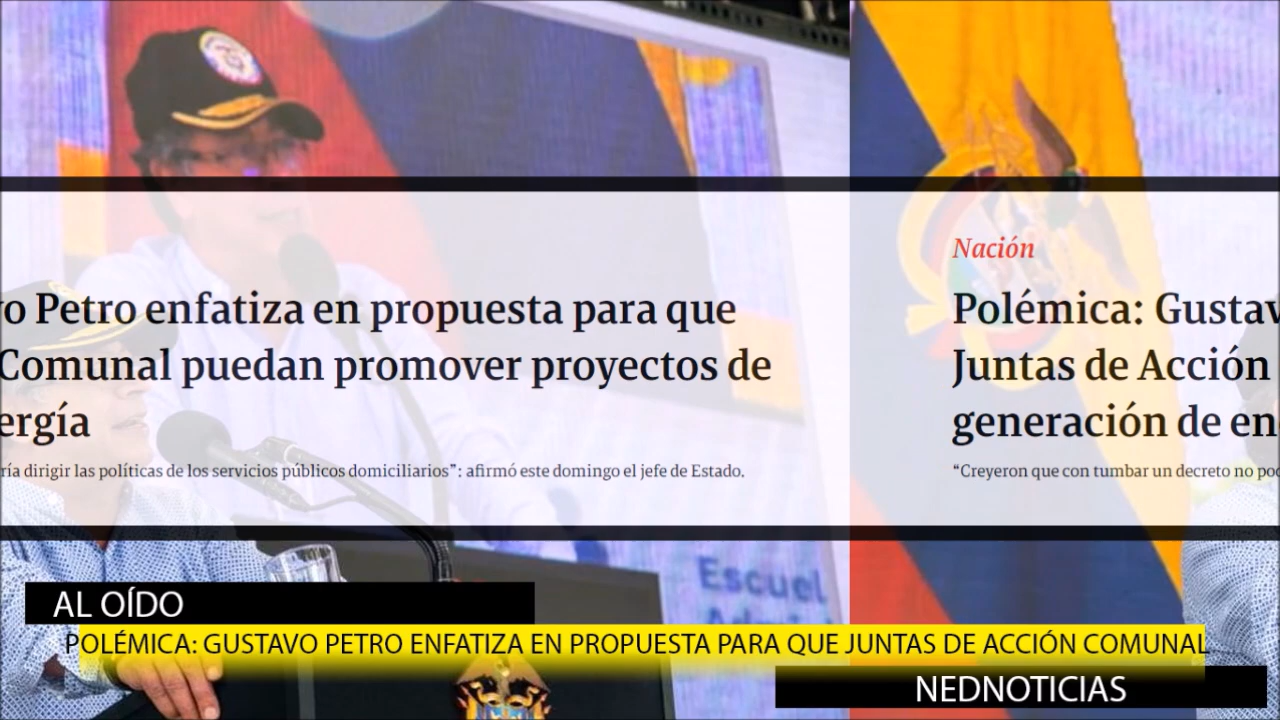 o Petro enfatiza en propuesta para que
Comunal puedan promover proyectos de
ergía
ría dirigir las políticas de los servicios públicos domiciliarios”: afirmó este domingo el jefe de Estado.
Nación
Polémica: Gustav
Juntas de Acción
generación de en
“Creyeron que con tumbar un decreto no pod
Escuel
AL OÍDO
POLÉMICA: GUSTAVO PETRO ENFATIZA EN PROPUESTA PARA QUE JUNTAS DE ACCIÓN COMUNAL
NEDNOTICIAS